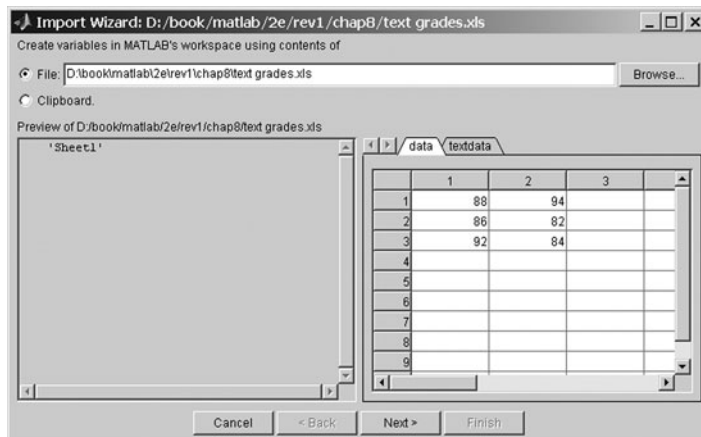 Import Wizard: D:/book/matlab/2e/rev1/chap8/text grades.xls
Create variables in MATLAB's workspace using contents of
File: D:\book\matlab\2e\rev1\chap8\text grades.xls Browse...
Clipboard.
Preview of D:/book/matlab/2e/rev1/chap8/text grades.xls
'Sheet1'
data textdata
1 2 3
1 88 94
2 86 82
3 92 84
4
5
6
7
8
9
Cancel < Back Next > Finish